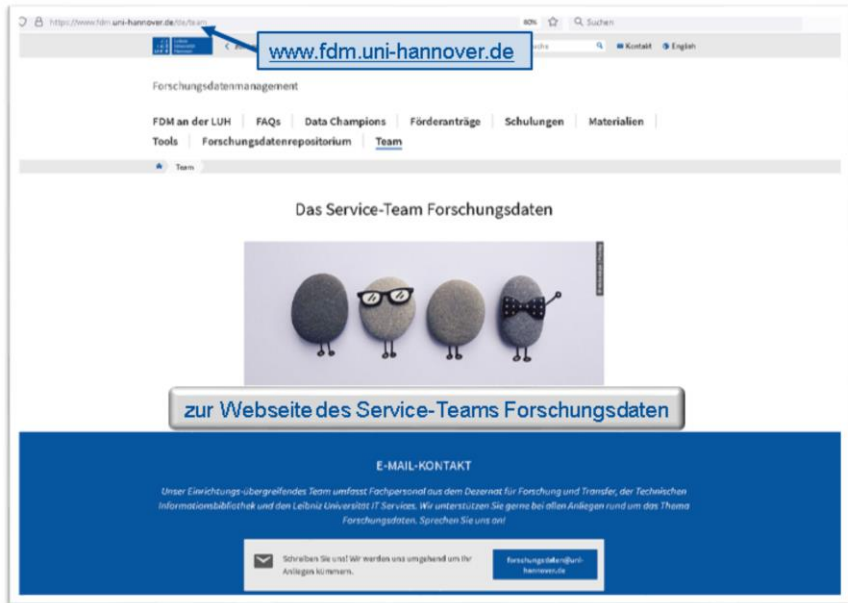 https://www.fdm.uni-hannover.de/de/team
60%
Suchen
www.fdm.uni-hannover.de
Leibniz
Universität
Hannover
Kontakt
English
Forschungsdatenmanagement
FDM an der LUH
FAQs
Data Champions
Förderanträge
Schulungen
Materialien
Tools
Forschungsdatenrepositorium
Team
Team
Das Service-Team Forschungsdaten
zur Webseite des Service-Teams Forschungsdaten
E-MAIL-KONTAKT
Unser Einrichtungs-übergreifendes Team umfasst Fachpersonal aus dem Dezernat für Forschung und Transfer, der Technischen
Informationsbibliothek und den Leibniz Universität IT Services. Wir unterstützen Sie gerne bei allen Anliegen rund um das Thema
Forschungsdaten. Sprechen Sie uns an!
Schreiben Sie uns! Wir werden uns umgehend um Ihr
Anliegen kümmern.
forschungsdaten@uni-
hannover.de